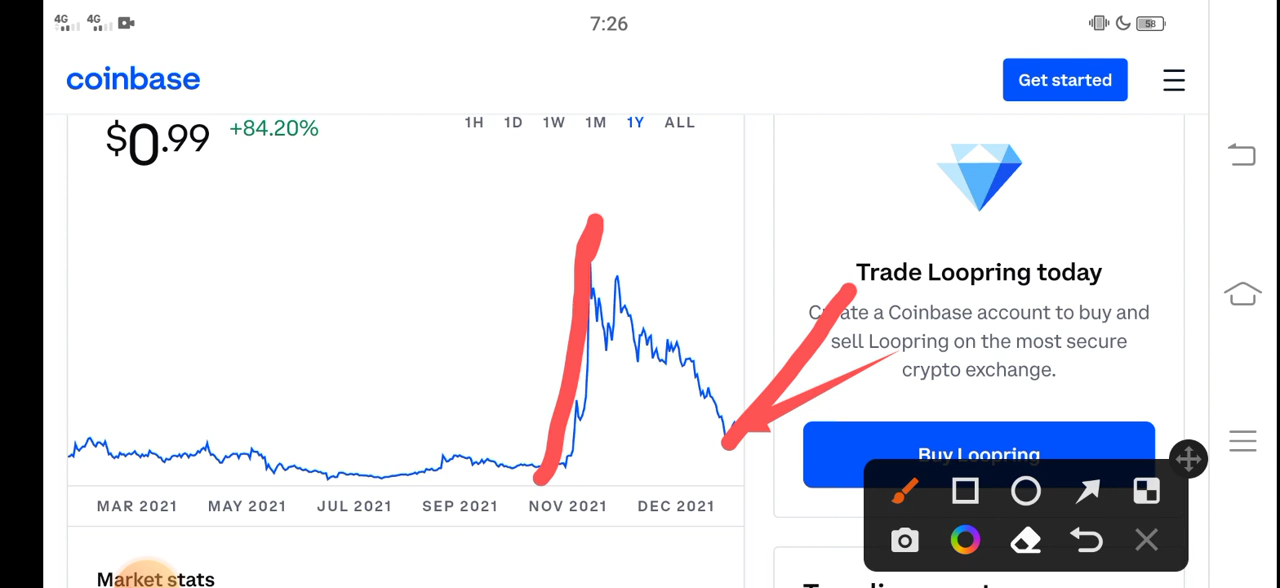 4G 4G 7:26 58
coinbase Get started
$0.99 +84.20% 1H 1D 1W 1M 1Y ALL
Trade Loopring today
Create a Coinbase account to buy and
sell Loopring on the most secure
crypto exchange.
Buy Loopring
MAR 2021 MAY 2021 JUL 2021 SEP 2021 NOV 2021 DEC 2021
Market stats